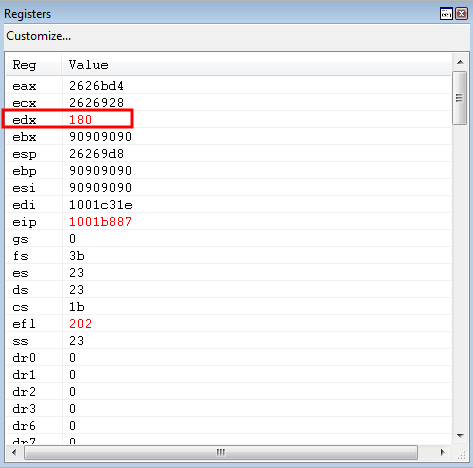 Registers
Customize...
Reg Value
eax 2626bd4
ecx 2626928
edx 180
ebx 90909090
esp 26269d8
ebp 90909090
esi 90909090
edi 1001c31e
eip 1001b887
gs 0
fs 3b
es 23
ds 23
cs 1b
efl 202
ss 23
dr0 0
dr1 0
dr2 0
dr3 0
dr6 0
dr7 0